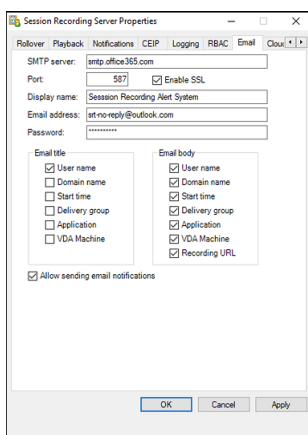 Session Recording Server Properties
Rollover Playback Notifications CEIP Logging RBAC Email Clou
SMTP server: smtp.office365.com
Port: 587 Enable SSL
Display name: Sesssion Recording Alert System
Email address: srt-no-reply@outlook.com
Password: **********
Email title Email body
User name User name
Domain name Domain name
Start time Start time
Delivery group Delivery group
Application Application
VDA Machine VDA Machine
Recording URL
Allow sending email notifications
OK Cancel Apply